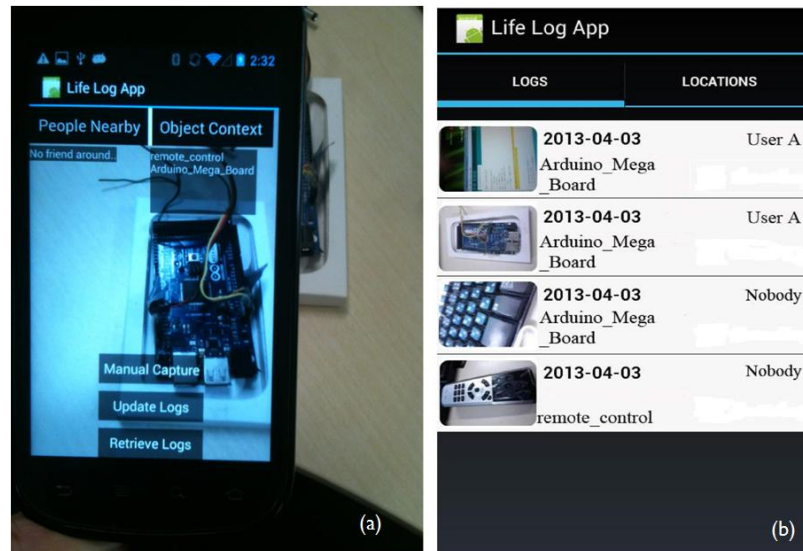 2:32
Life Log App
People Nearby
Object Context
No friend around..
remote_control
Arduino_Mega_Board
Manual Capture
Update Logs
Retrieve Logs
(a)
Life Log App
LOGS
LOCATIONS
2013-04-03 User A
Arduino_Mega
_Board
2013-04-03 User A
Arduino_Mega
_Board
2013-04-03 Nobody
Arduino_Mega
_Board
2013-04-03 Nobody
remote_control
(b)